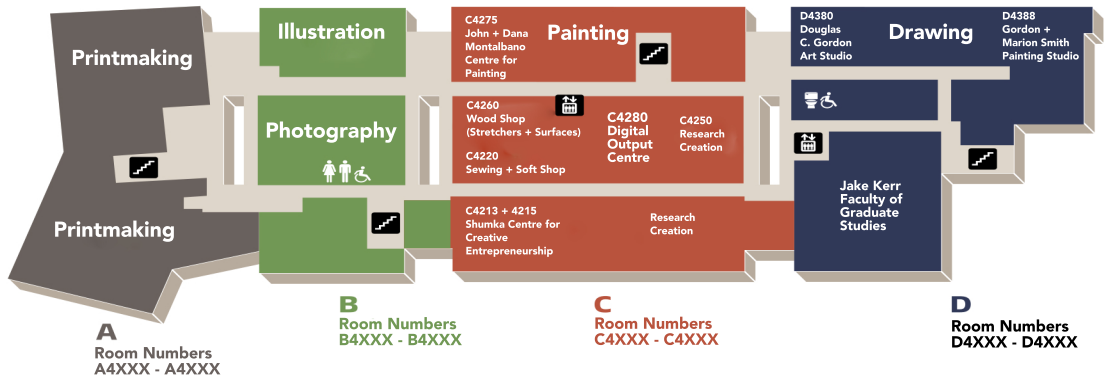 Printmaking
Printmaking
Illustration
Photography
C4275
John + Dana
Montalbano
Centre for
Painting
Painting
C4260
Wood Shop
(Stretchers + Surfaces)
C4220
Sewing + Soft Shop
C4280
Digital
Output
Centre
C4250
Research
Creation
C4213 + 4215
Shumka Centre for
Creative
Entrepreneurship
Research
Creation
D4380
Douglas
C. Gordon
Art Studio
Drawing
D4388
Gordon +
Marion Smith
Painting Studio
Jake Kerr
Faculty of
Graduate
Studies
A
Room Numbers
A4XXX - A4XXX
B
Room Numbers
B4XXX - B4XXX
C
Room Numbers
C4XXX - C4XXX
D
Room Numbers
D4XXX - D4XXX